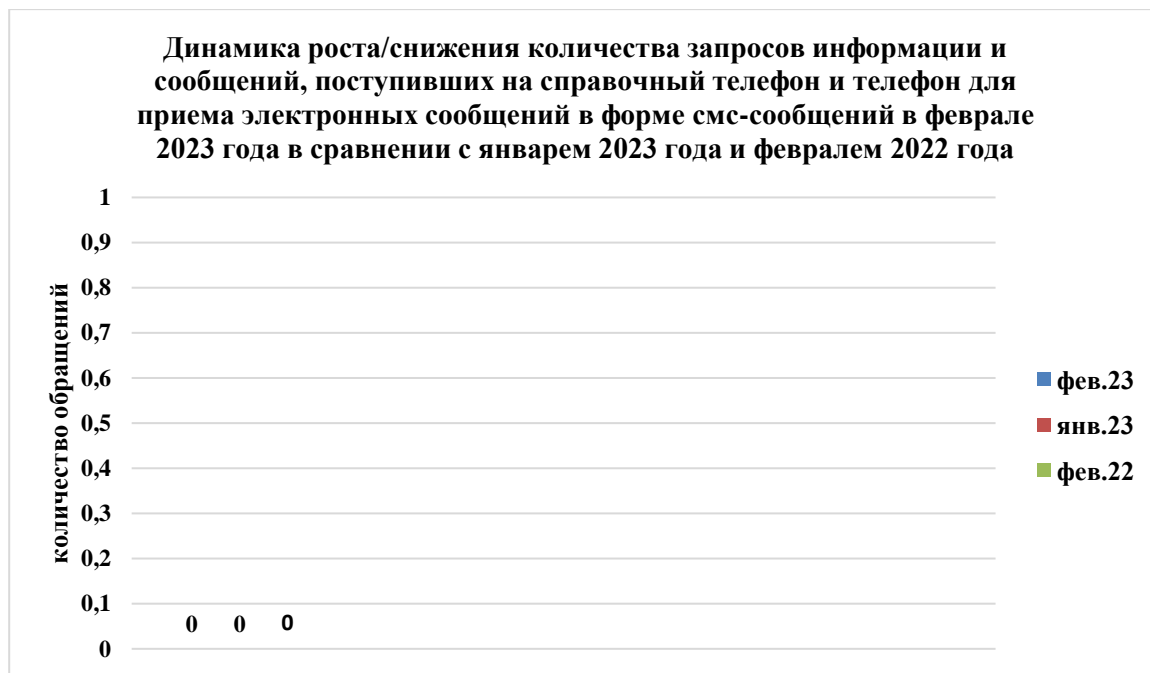 Динамика роста/снижения количества запросов информации и
сообщений, поступивших на справочный телефон и телефон для
приема электронных сообщений в форме смс-сообщений в феврале
2023 года в сравнении с январем 2023 года и февралем 2022 года
количество обращений
1
0,9
0,8
0,7
0,6
0,5
0,4
0,3
0,2
0,1
0
0 0 0
фев.23
янв.23
фев.22